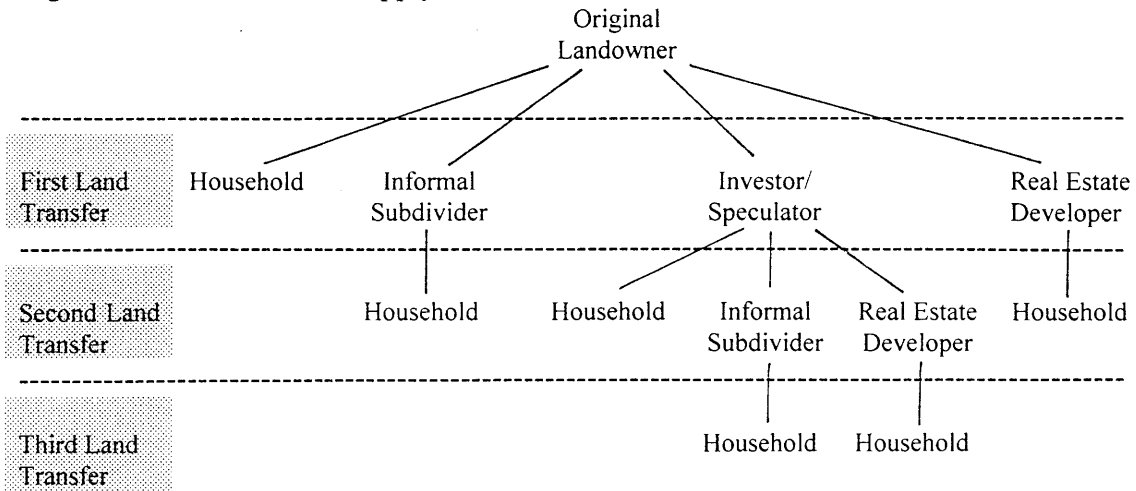 Original
Landowner
First Land
Transfer
Household
Informal
Subdivider
Investor/
Speculator
Real Estate
Developer
Second Land
Transfer
Household
Household
Informal
Subdivider
Real Estate
Developer
Household
Third Land
Transfer
Household
Household